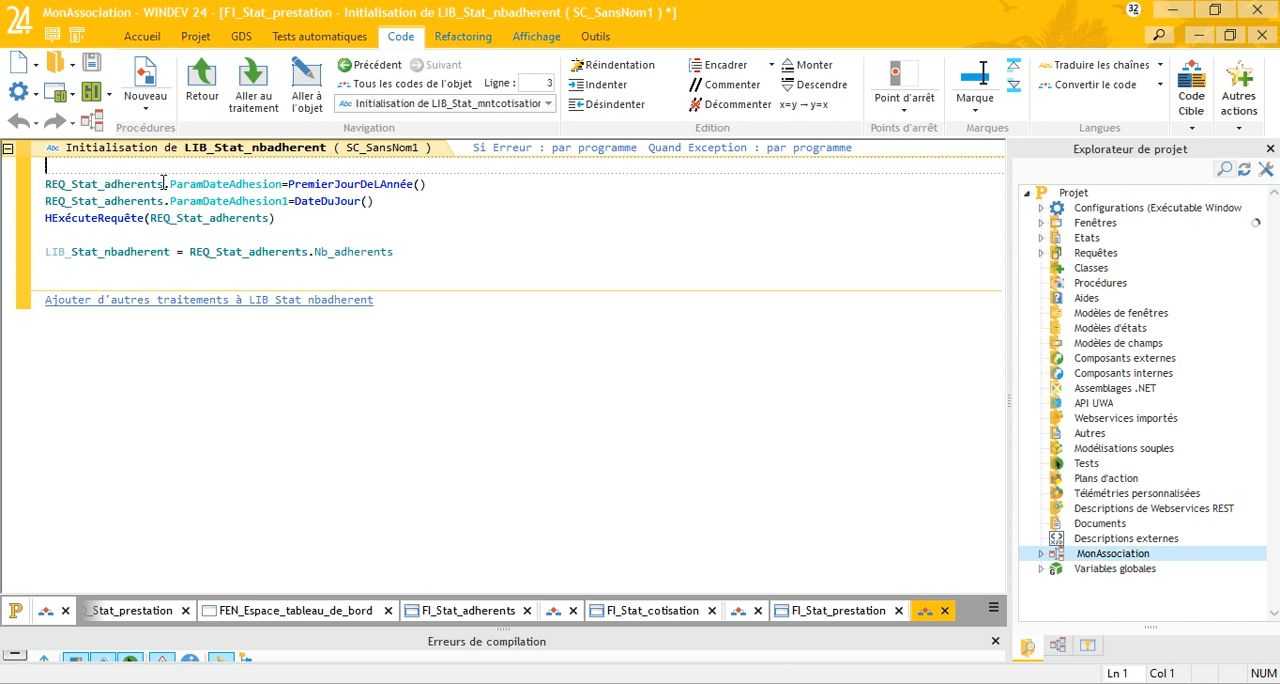 24 MonAssociation - WINDEV 24 - [FI_Stat_prestation - Initialisation de LIB_Stat_nbadherent ( SC_SansNom1 ) *]
32
Accueil Projet GDS Tests automatiques Code Refactoring Affichage Outils
Nouveau
Procédures
Retour
Aller au traitement
Aller à l'objet
Précédent Suivant
Tous les codes de l'objet Ligne : 3
Initialisation de LIB_Stat_mntcotisation
Navigation
Réindentation
Indenter
Désindenter
Encadrer
Commenter
Décommenter
Monter
Descendre
x=y→y=x
Edition
Point d'arrêt
Points d'arrêt
Marque
Marques
Traduire les chaînes
Convertir le code
Langues
Code Cible
Autres actions
Initialisation de LIB_Stat_nbadherent ( SC_SansNom1 ) Si Erreur : par programme Quand Exception : par programme
REQ_Stat_adherents.ParamDateAdhesion=PremierJourDeLAnnée()
REQ_Stat_adherents.ParamDateAdhesion1=DateDuJour()
HExécuteRequête(REQ_Stat_adherents)
LIB_Stat_nbadherent = REQ_Stat_adherents.Nb_adherents
Ajouter d'autres traitements à LIB Stat nbadherent
Explorateur de projet
Projet
Configurations (Exécutable Window
Fenêtres
Etats
Requêtes
Classes
Procédures
Aides
Modèles de fenêtres
Modèles d'états
Modèles de champs
Composants externes
Composants internes
Assemblages .NET
API UWA
Webservices importés
Autres
Modélisations souples
Tests
Plans d'action
Télémétries personnalisées
Descriptions de Webservices REST
Documents
Descriptions externes
MonAssociation
Variables globales
_Stat_prestation FEN_Espace_tableau_de_bord FI_Stat_adherents FI_Stat_cotisation FI_Stat_prestation
Erreurs de compilation
Ln 1 Col 1 NUM